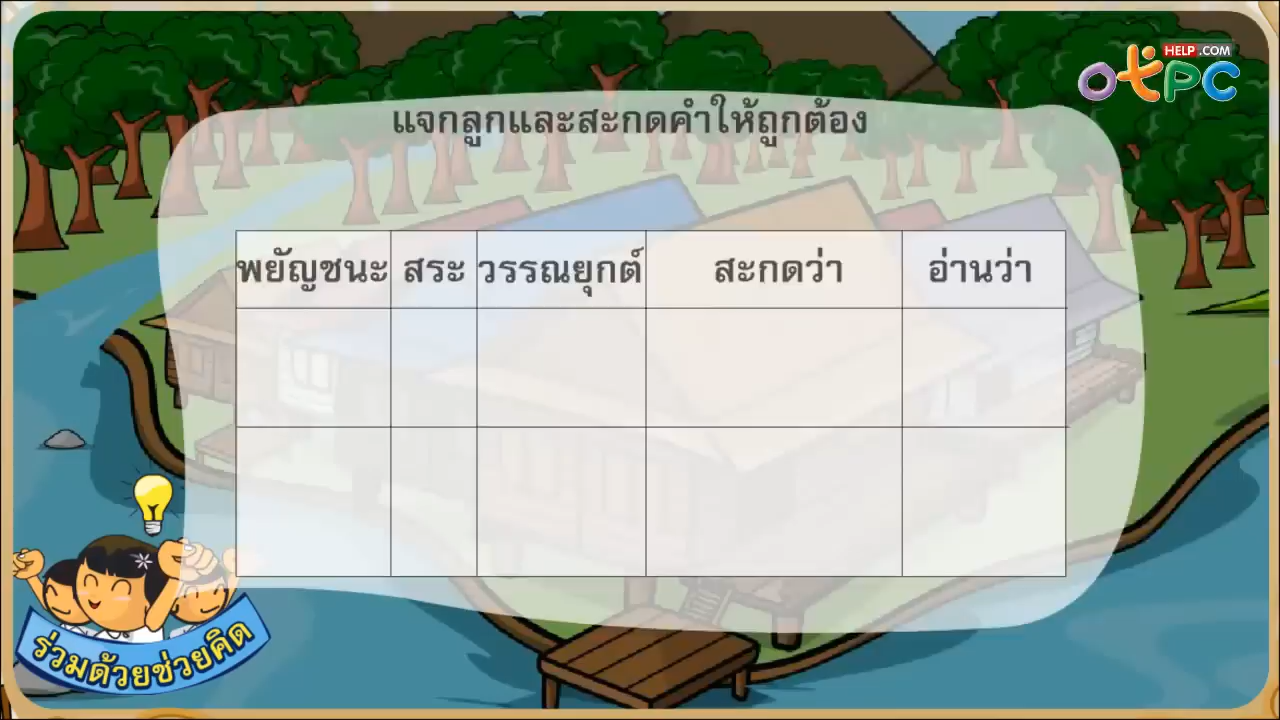 HELP.COM
OTPC
แจกลูกและสะกดคำให้ถูกต้อง
พยัญชนะ สระ วรรณยุกต์ สะกดว่า อ่านว่า
ร่วมด้วยช่วยคิด